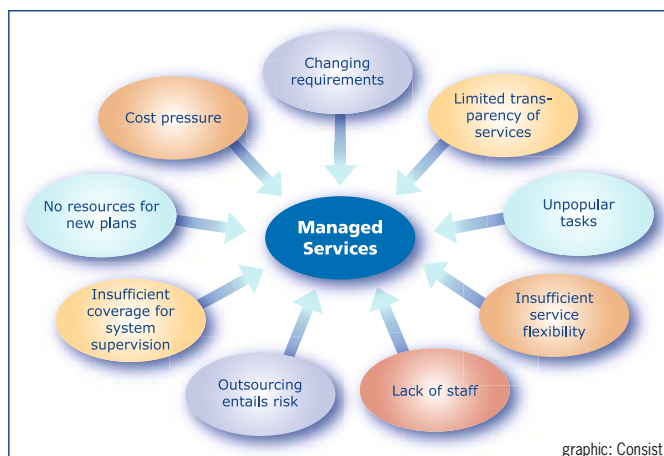 Changing
requirements
Limited trans-
parency of
services
Cost pressure
Unpopular
tasks
No resources for
new plans
Managed
Services
Insufficient
service
flexibility
Insufficient
coverage for
system
supervision
Lack of staff
Outsourcing
entails risk
graphic: Consist